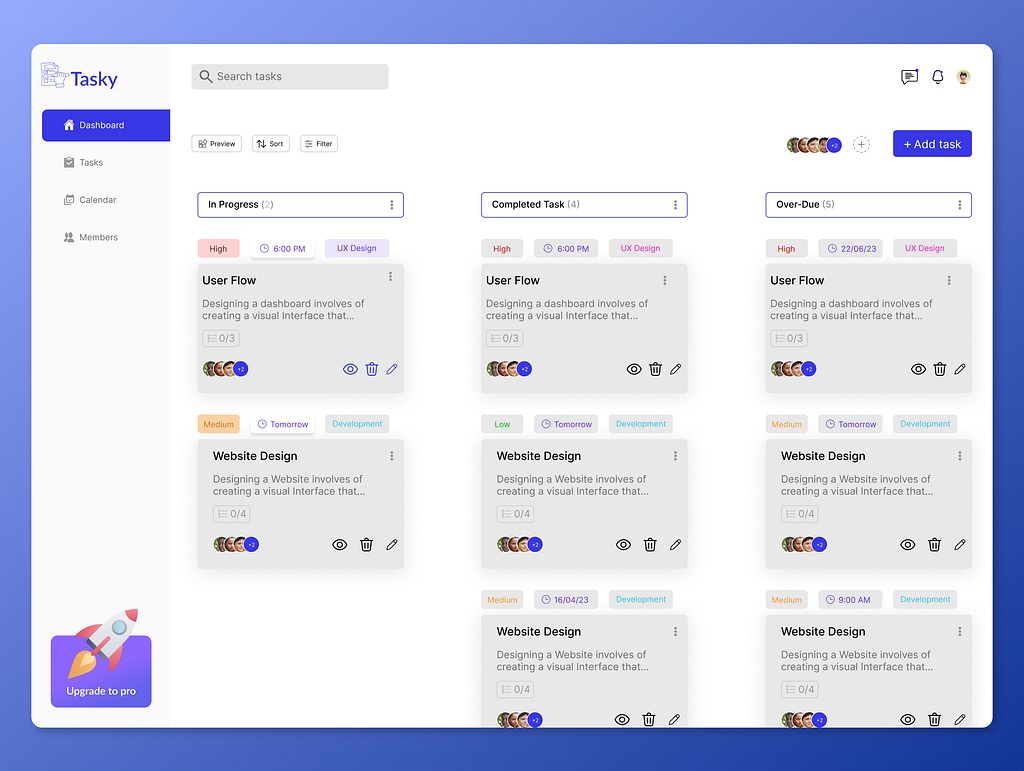 Tasky
Search tasks
Dashboard
Tasks
Calendar
Members
Upgrade to pro
Preview
Sort
Filter
+2
+ Add task
In Progress (2)
High
6:00 PM
UX Design
User Flow
Designing a dashboard involves of
creating a visual Interface that...
0/3
+2
Medium
Tomorrow
Development
Website Design
Designing a Website involves of
creating a visual Interface that...
0/4
+2
Completed Task (4)
High
6:00 PM
UX Design
User Flow
Designing a dashboard involves of
creating a visual Interface that...
0/3
+2
Low
Tomorrow
Development
Website Design
Designing a Website involves of
creating a visual Interface that...
0/4
+2
Medium
16/04/23
Development
Website Design
Designing a Website involves of
creating a visual Interface that...
0/4
+2
Over-Due (5)
High
22/06/23
UX Design
User Flow
Designing a dashboard involves of
creating a visual Interface that...
0/3
+2
Medium
Tomorrow
Development
Website Design
Designing a Website involves of
creating a visual Interface that...
0/4
+2
Medium
9:00 AM
Development
Website Design
Designing a Website involves of
creating a visual Interface that...
0/4
+2